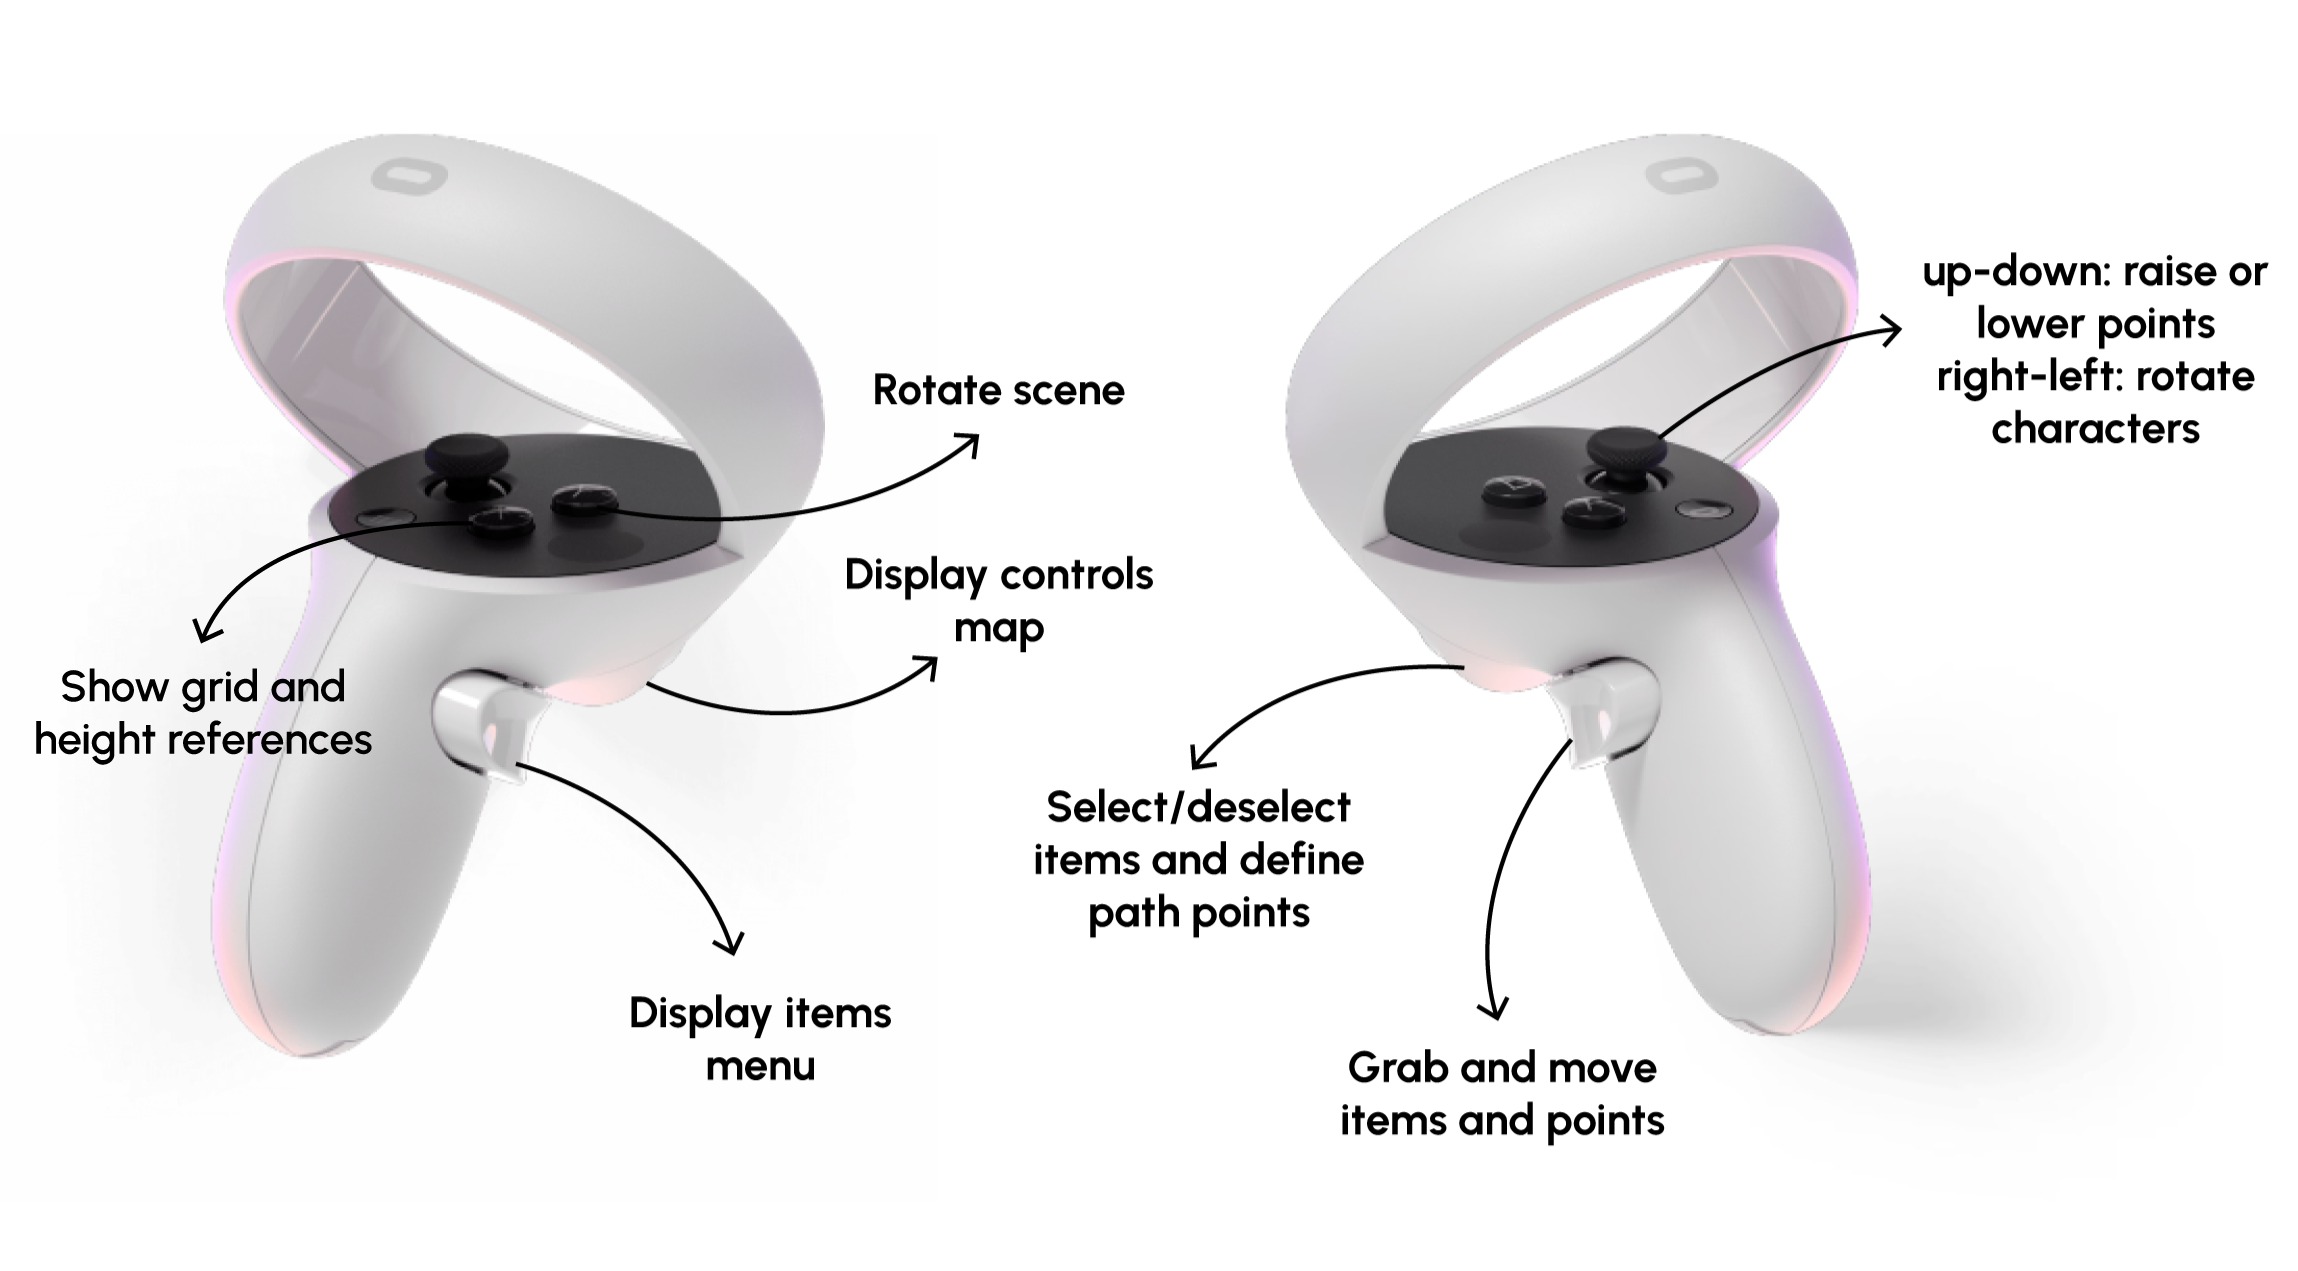 Rotate scene
Display controls
map
Show grid and
height references
Display items
menu
up-down: raise or
lower points
right-left: rotate
characters
Select/deselect
items and define
path points
Grab and move
items and points